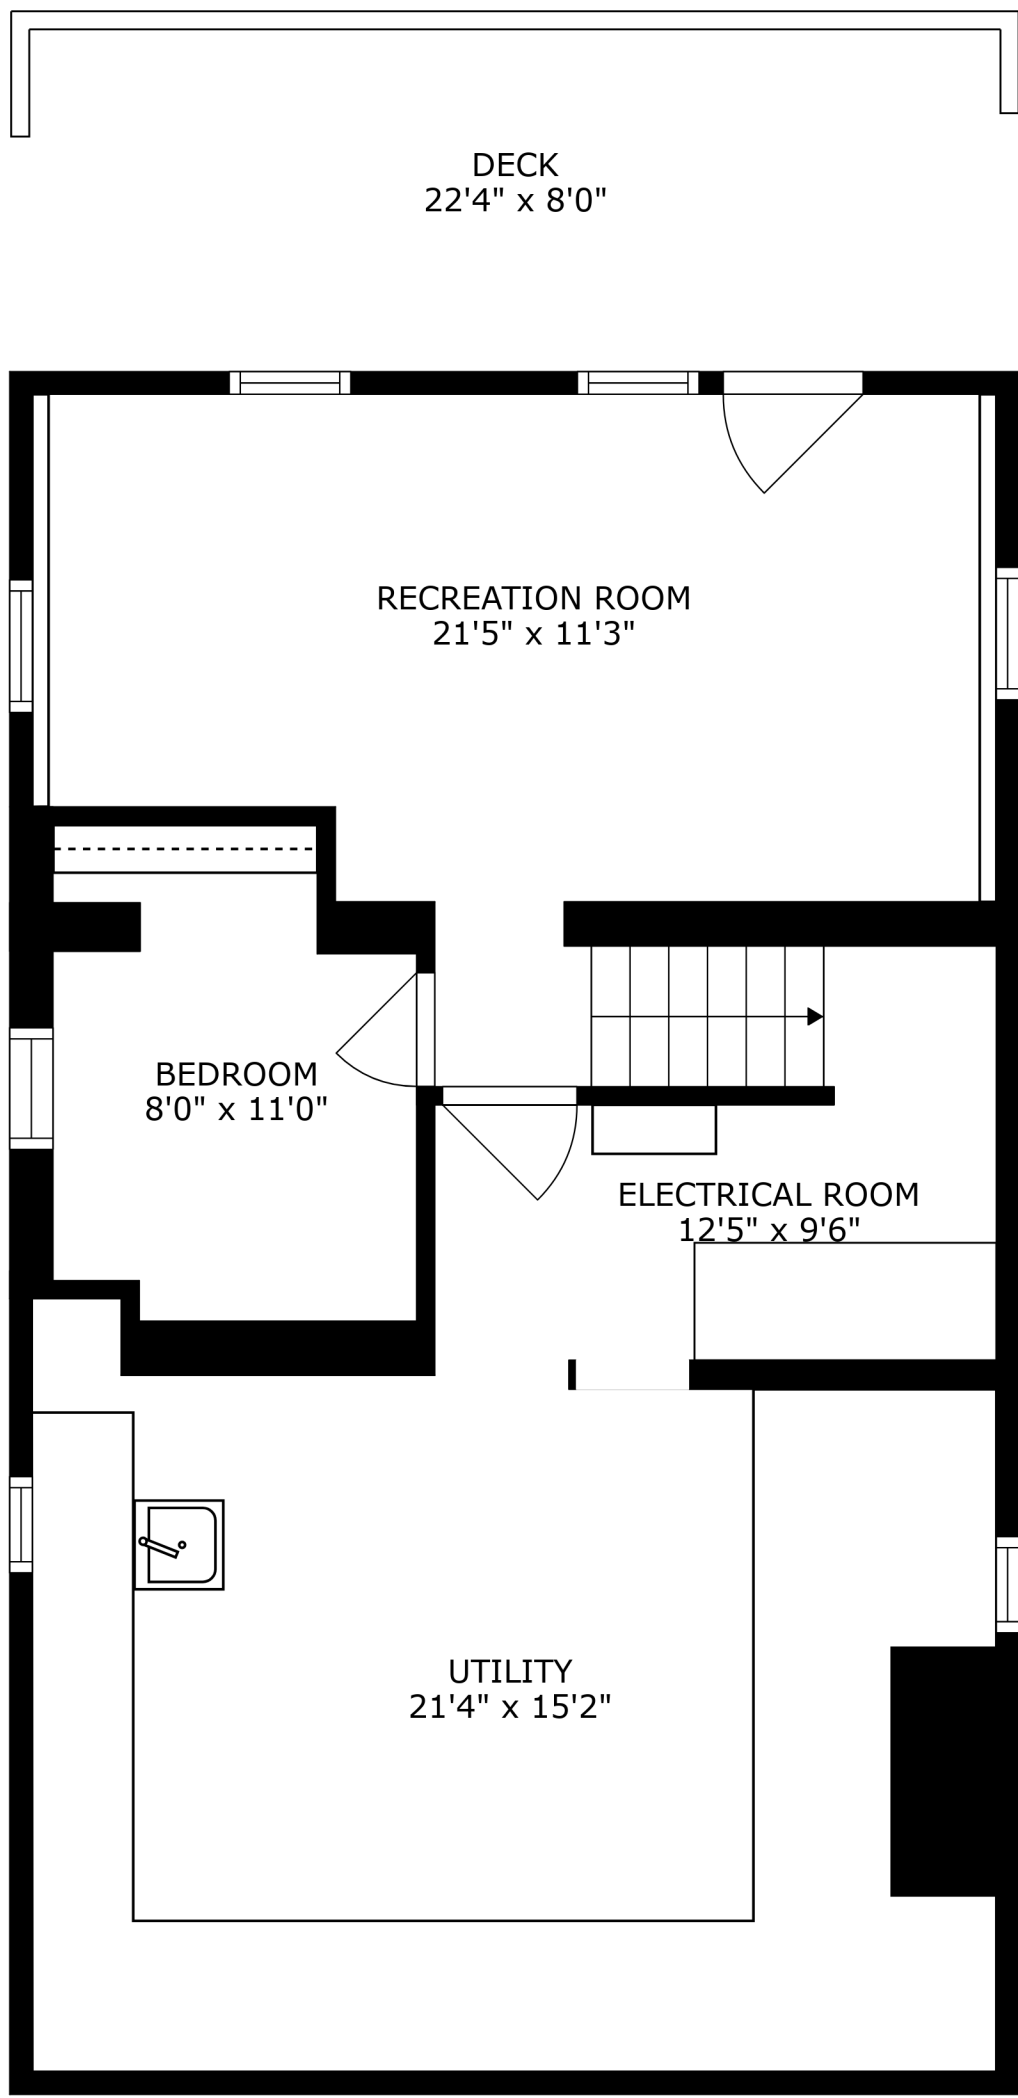 DECK
22'4" x 8'0"
RECREATION ROOM
21'5" x 11'3"
BEDROOM
8'0" x 11'0"
ELECTRICAL ROOM
12'5" x 9'6"
UTILITY
21'4" x 15'2"